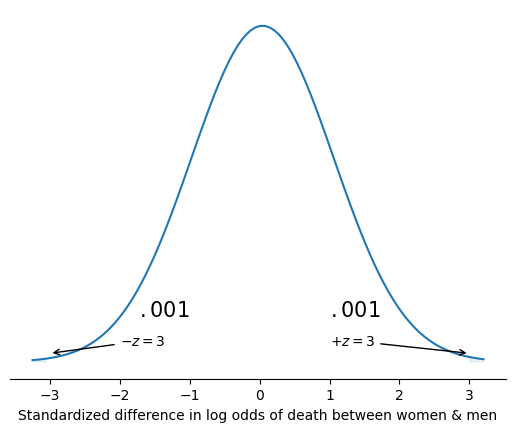 .001 .001
−z = 3 +z = 3
−3 −2 −1 0 1 2 3
Standardized difference in log odds of death between women & men